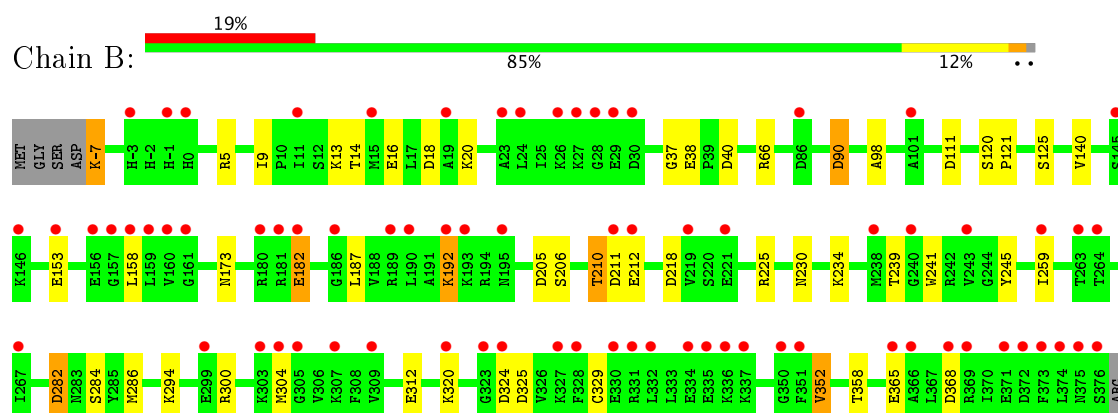 19%
Chain B:
85%
12%
••
MET GLY SER ASP K-7 H-3 H-2 H-1 H0 R5 I9 P10 I11 S12 K13 T14 M15 E16 L17 D18 A19 K20 A23 L24 I25 K26 K27 G28 E29 D30 G37 E38 P39 D40 R66 D86 D90 A98 A101 D111 S120 P121 S125 V140 S145
K146 E153 E156 G157 L158 L159 V160 G161 N173 R180 R181 E182 G186 L187 V188 R189 L190 A191 K192 K193 R194 N195 D205 S206 T210 D211 E212 D218 V219 S220 E221 R225 N230 K234 M238 T239 G240 W241 R242 V243 G244 Y245 I259 T263 T264
I267 D282 N283 S284 Y285 M286 K294 E299 R300 K303 M304 G305 V306 K307 F308 V309 E312 K320 G323 D324 D325 V326 K327 F328 C329 E330 R331 L332 L333 E334 E335 K336 K337 G350 F351 V352 T358 E365 A366 L367 D368 R369 I370 E371 D372 F373 L374 N375 S376